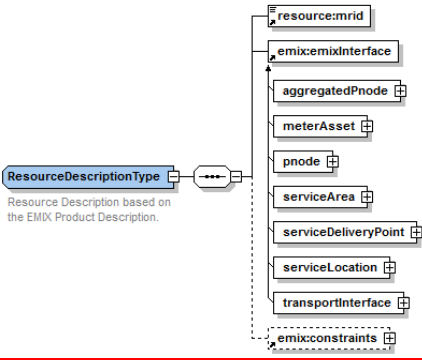 resource:mrid
emix:emixInterface
aggregatedPnode
meterAsset
pnode
ResourceDescriptionType
serviceArea
Resource Description based on
the EMIX Product Description.
serviceDeliveryPoint
serviceLocation
transportInterface
emix:constraints